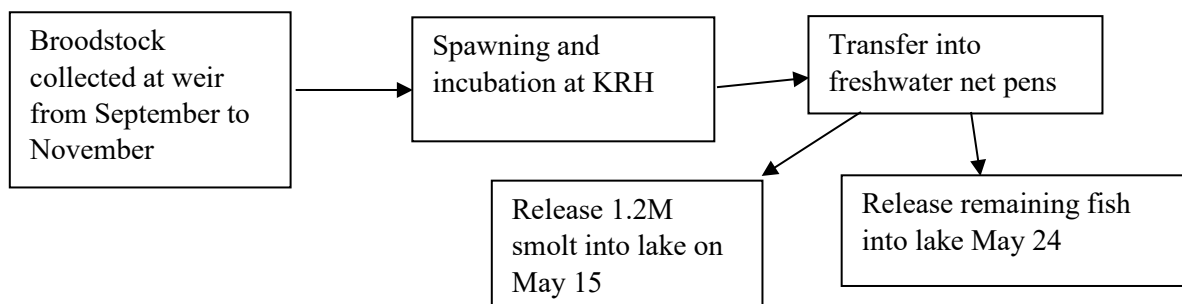 Broodstock
collected at weir
from September to
November
Spawning and
incubation at KRH
Transfer into
freshwater net pens
Release 1.2M
smolt into lake on
May 15
Release remaining fish
into lake May 24